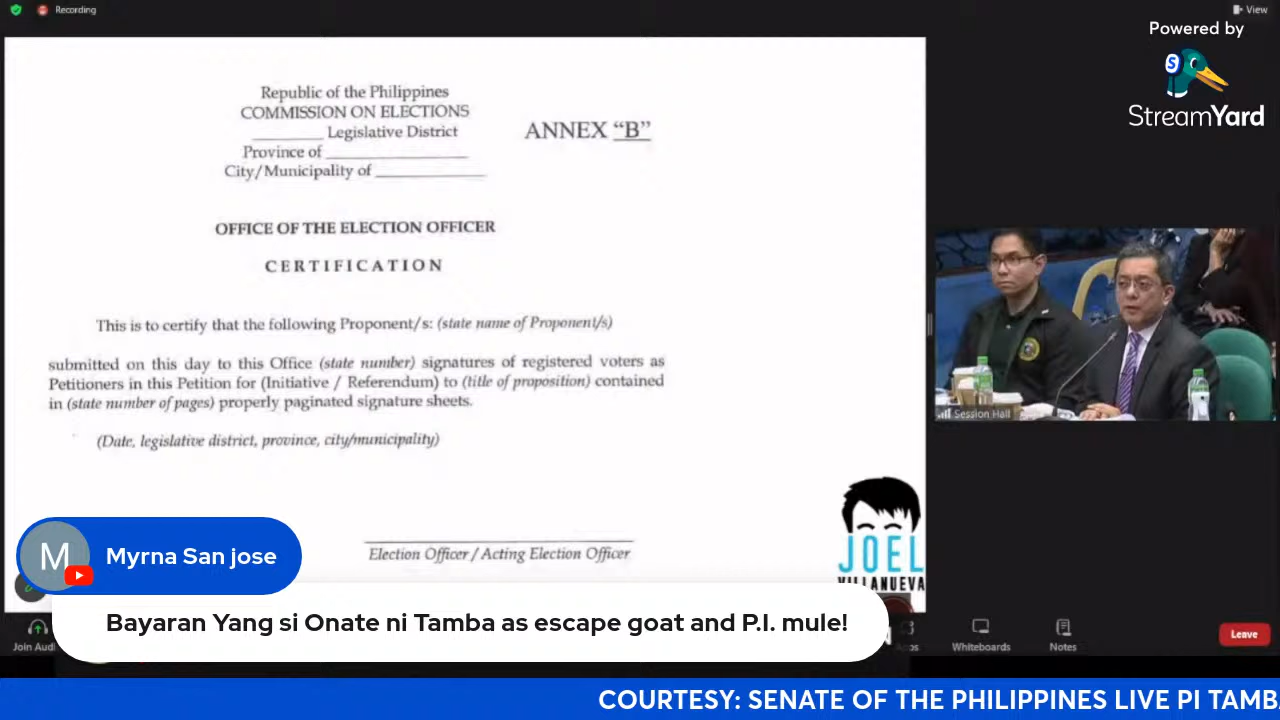 Recording
View
Powered by
StreamYard
Republic of the Philippines
COMMISSION ON ELECTIONS
________ Legislative District
Province of ________________
City/Municipality of ____________
ANNEX “B”
OFFICE OF THE ELECTION OFFICER
CERTIFICATION
This is to certify that the following Proponent/s: (state name of Proponent/s)
submitted on this day to this Office (state number) signatures of registered voters as
Petitioners in this Petition for (Initiative / Referendum) to (title of proposition) contained
in (state number of pages) properly paginated signature sheets.
(Date, legislative district, province, city/municipality)
Election Officer / Acting Election Officer
Session Hall
JOEL
VILLANUEVA
M
Myrna San jose
Bayaran Yang si Onate ni Tamba as escape goat and P.I. mule!
Join Aud
Whiteboards
Notes
Leave
COURTESY: SENATE OF THE PHILIPPINES LIVE PI TAMB